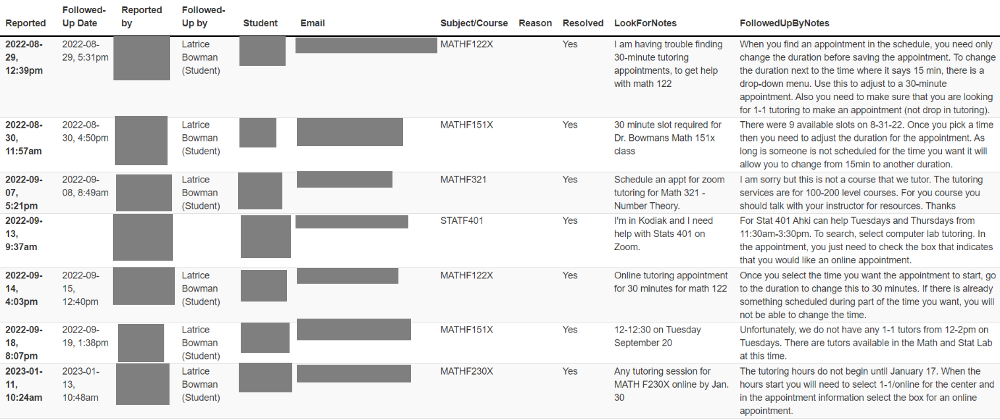 Reported Followed-Up Date Reported by Followed-Up by Student Email Subject/Course Reason Resolved LookForNotes FollowedUpByNotes
2022-08- 2022-08- Latrice MATHF122X Yes I am having trouble finding When you find an appointment in the schedule, you need only
29, 29, 5:31pm Bowman 30-minute tutoring change the duration before saving the appointment. To change
12:39pm (Student) appointments, to get help the duration next to the time where it says 15 min, there is a
with math 122 drop-down menu. Use this to adjust to a 30-minute
appointment. Also you need to make sure that you are looking
for 1-1 tutoring to make an appointment (not drop in tutoring).
2022-08- 2022-08- Latrice MATHF151X Yes 30 minute slot required for There were 9 available slots on 8-31-22. Once you pick a time
30, 30, 4:50pm Bowman Dr. Bowmans Math 151x then you need to adjust the duration for the appointment. As
11:57am (Student) class long is someone is not scheduled for the time you want it will
allow you to change from 15min to another duration.
2022-09- 2022-09- Latrice MATHF321 Yes Schedule an appt for zoom I am sorry but this is not a course that we tutor. The tutoring
07, 08, 8:49am Bowman tutoring for Math 321 - services are for 100-200 level courses. For you course you
5:21pm (Student) Number Theory. should talk with your instructor for resources. Thanks
2022-09- STATF401 Yes I'm in Kodiak and I need For Stat 401 Ahki can help Tuesdays and Thursdays from
13, help with Stats 401 on 11:30am-3:30pm. To search, select computer lab tutoring. In
9:37am Zoom. the appointment, you just need to check the box that indicates
that you would like an online appointment.
2022-09- 2022-09- Latrice MATHF122X Yes Online tutoring appointment Once you select the time you want the appointment to start, go
14, 15, Bowman for 30 minutes for math 122 to the duration to change this to 30 minutes. If there is already
4:03pm 12:40pm (Student) something scheduled during part of the time you want, you will
not be able to change the time.
2022-09- 2022-09- Latrice MATHF151X Yes 12-12:30 on Tuesday Unfortunately, we do not have any 1-1 tutors from 12-2pm on
18, 19, 1:38pm Bowman September 20 Tuesdays. There are tutors available in the Math and Stat Lab
8:07pm (Student) at this time.
2023-01- 2023-01- Latrice MATHF230X Yes Any tutoring session for The tutoring hours do not begin until January 17. When the
11, 13, Bowman MATH F230X online by Jan. hours start you will need to select 1-1/online for the center and
10:24am 10:48am (Student) 30 in the appointment information select the box for an online
appointment.